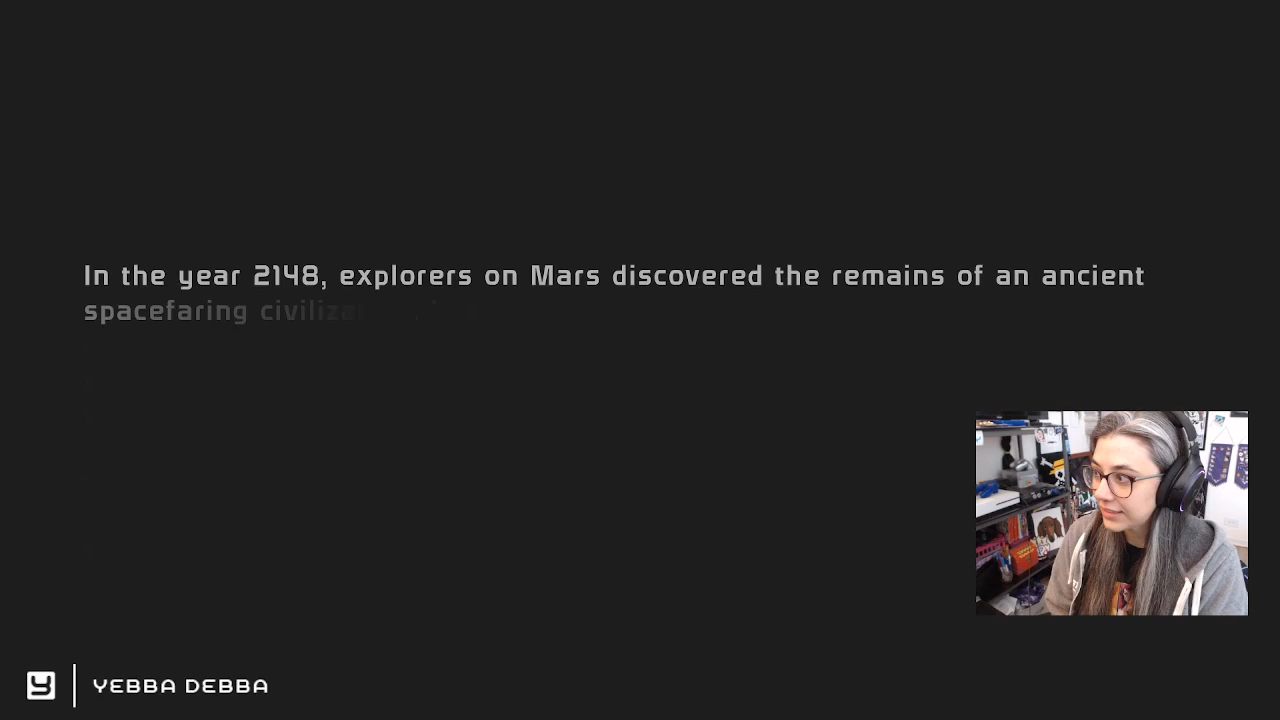 In the year 2148, explorers on Mars discovered the remains of an ancient
spacefaring
YEBBA DEBBA